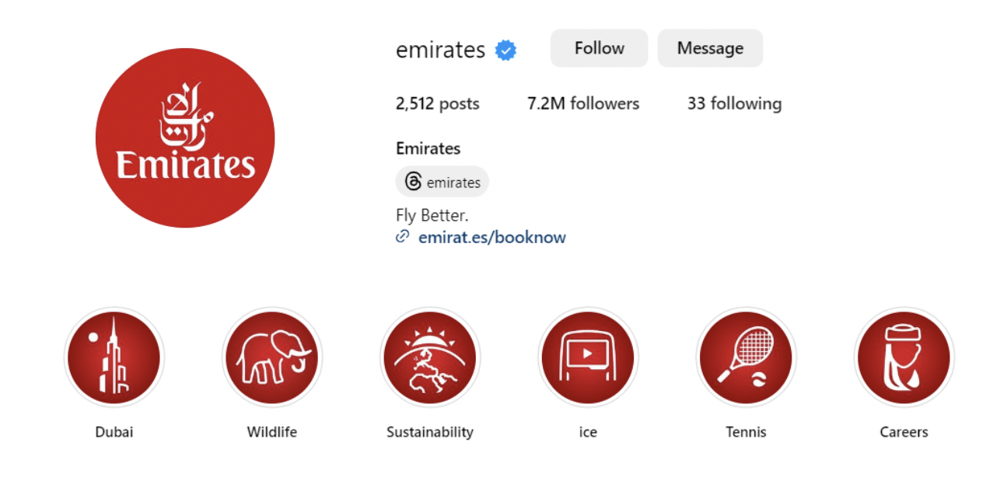 emirates
Follow
Message
2,512 posts
7.2M followers
33 following
الإمارات
Emirates
Emirates
emirates
Fly Better.
emirat.es/booknow
Dubai
Wildlife
Sustainability
ice
Tennis
Careers